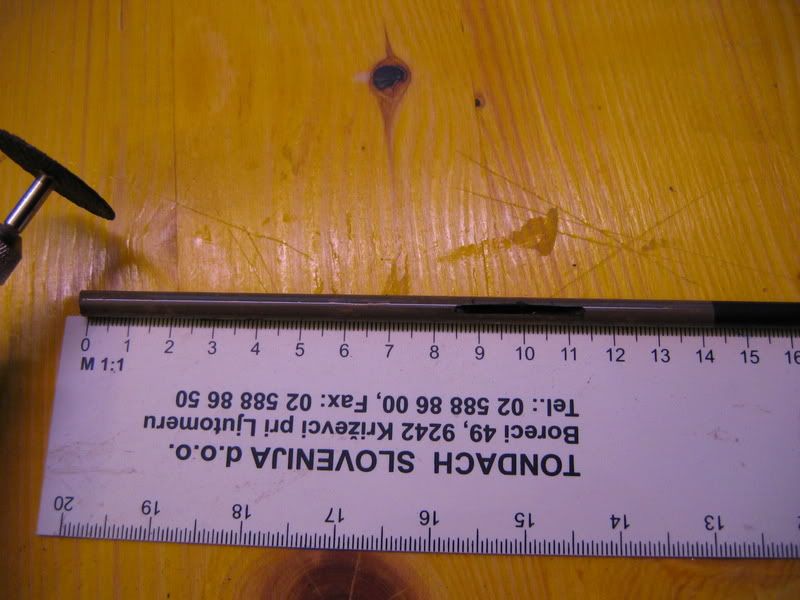 0 1 2 3 4 5 6 7 8 9 10 11 12 13 14 15 16
M 1:1
TONDACH SLOVENIJA d.o.o.
Boreci 49, 9242 Križevci pri Ljutomeru
Tel.: 02 588 86 00, Fax: 02 588 86 50
13 14 15 16 17 18 19 20